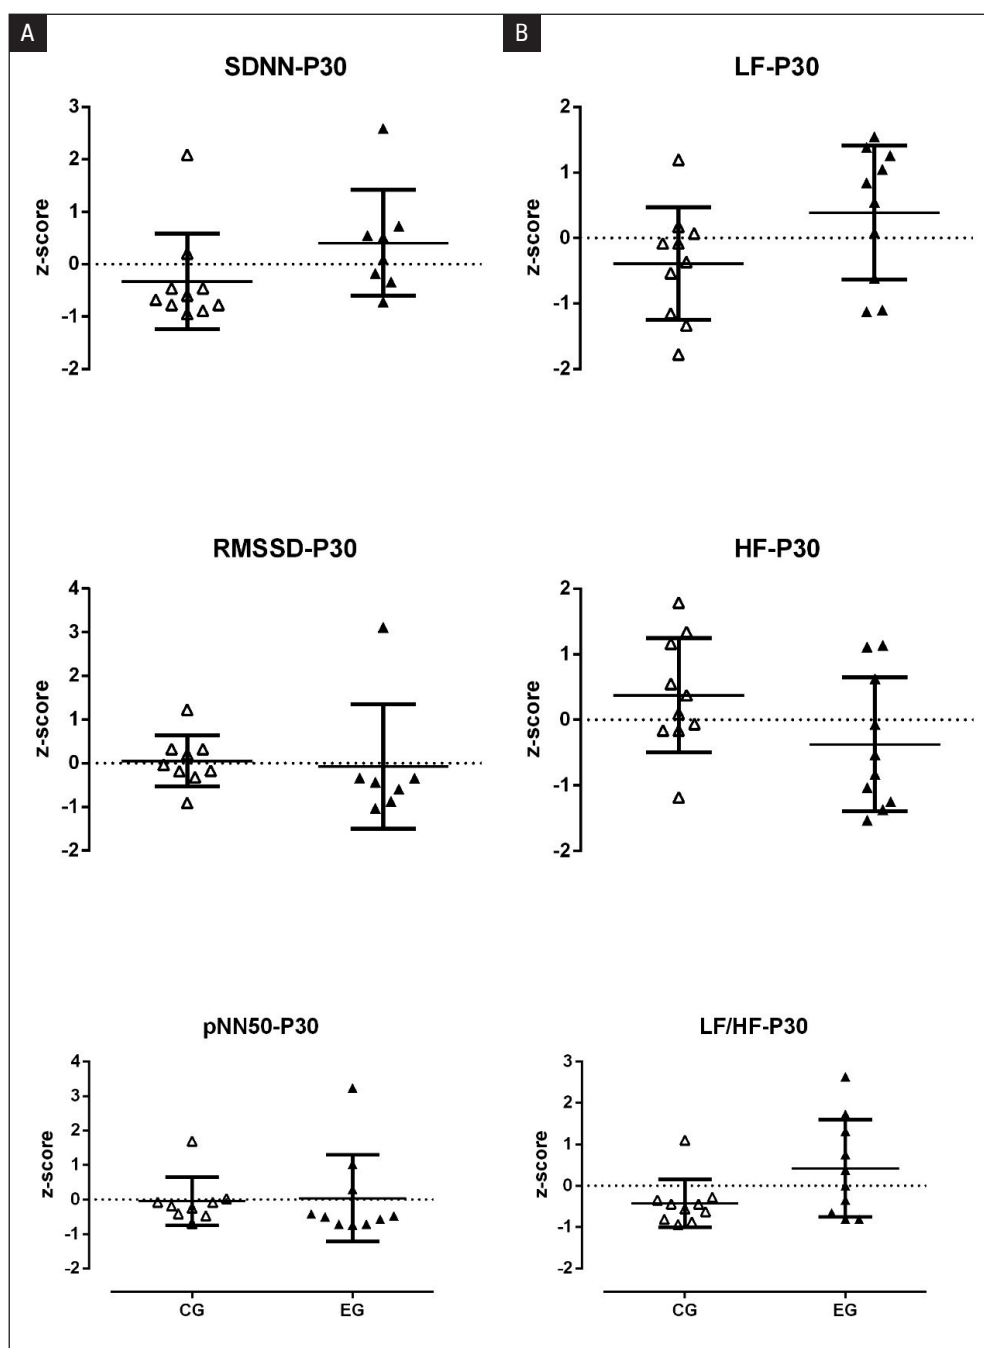 A
SDNN-P30
3
2
1
0
-1
-2
z-score
B
LF-P30
2
1
0
-1
-2
z-score
RMSSD-P30
4
3
2
1
0
-1
-2
z-score
HF-P30
2
1
0
-1
-2
z-score
pNN50-P30
4
3
2
1
0
-1
-2
z-score
CG EG
LF/HF-P30
3
2
1
0
-1
-2
z-score
CG EG